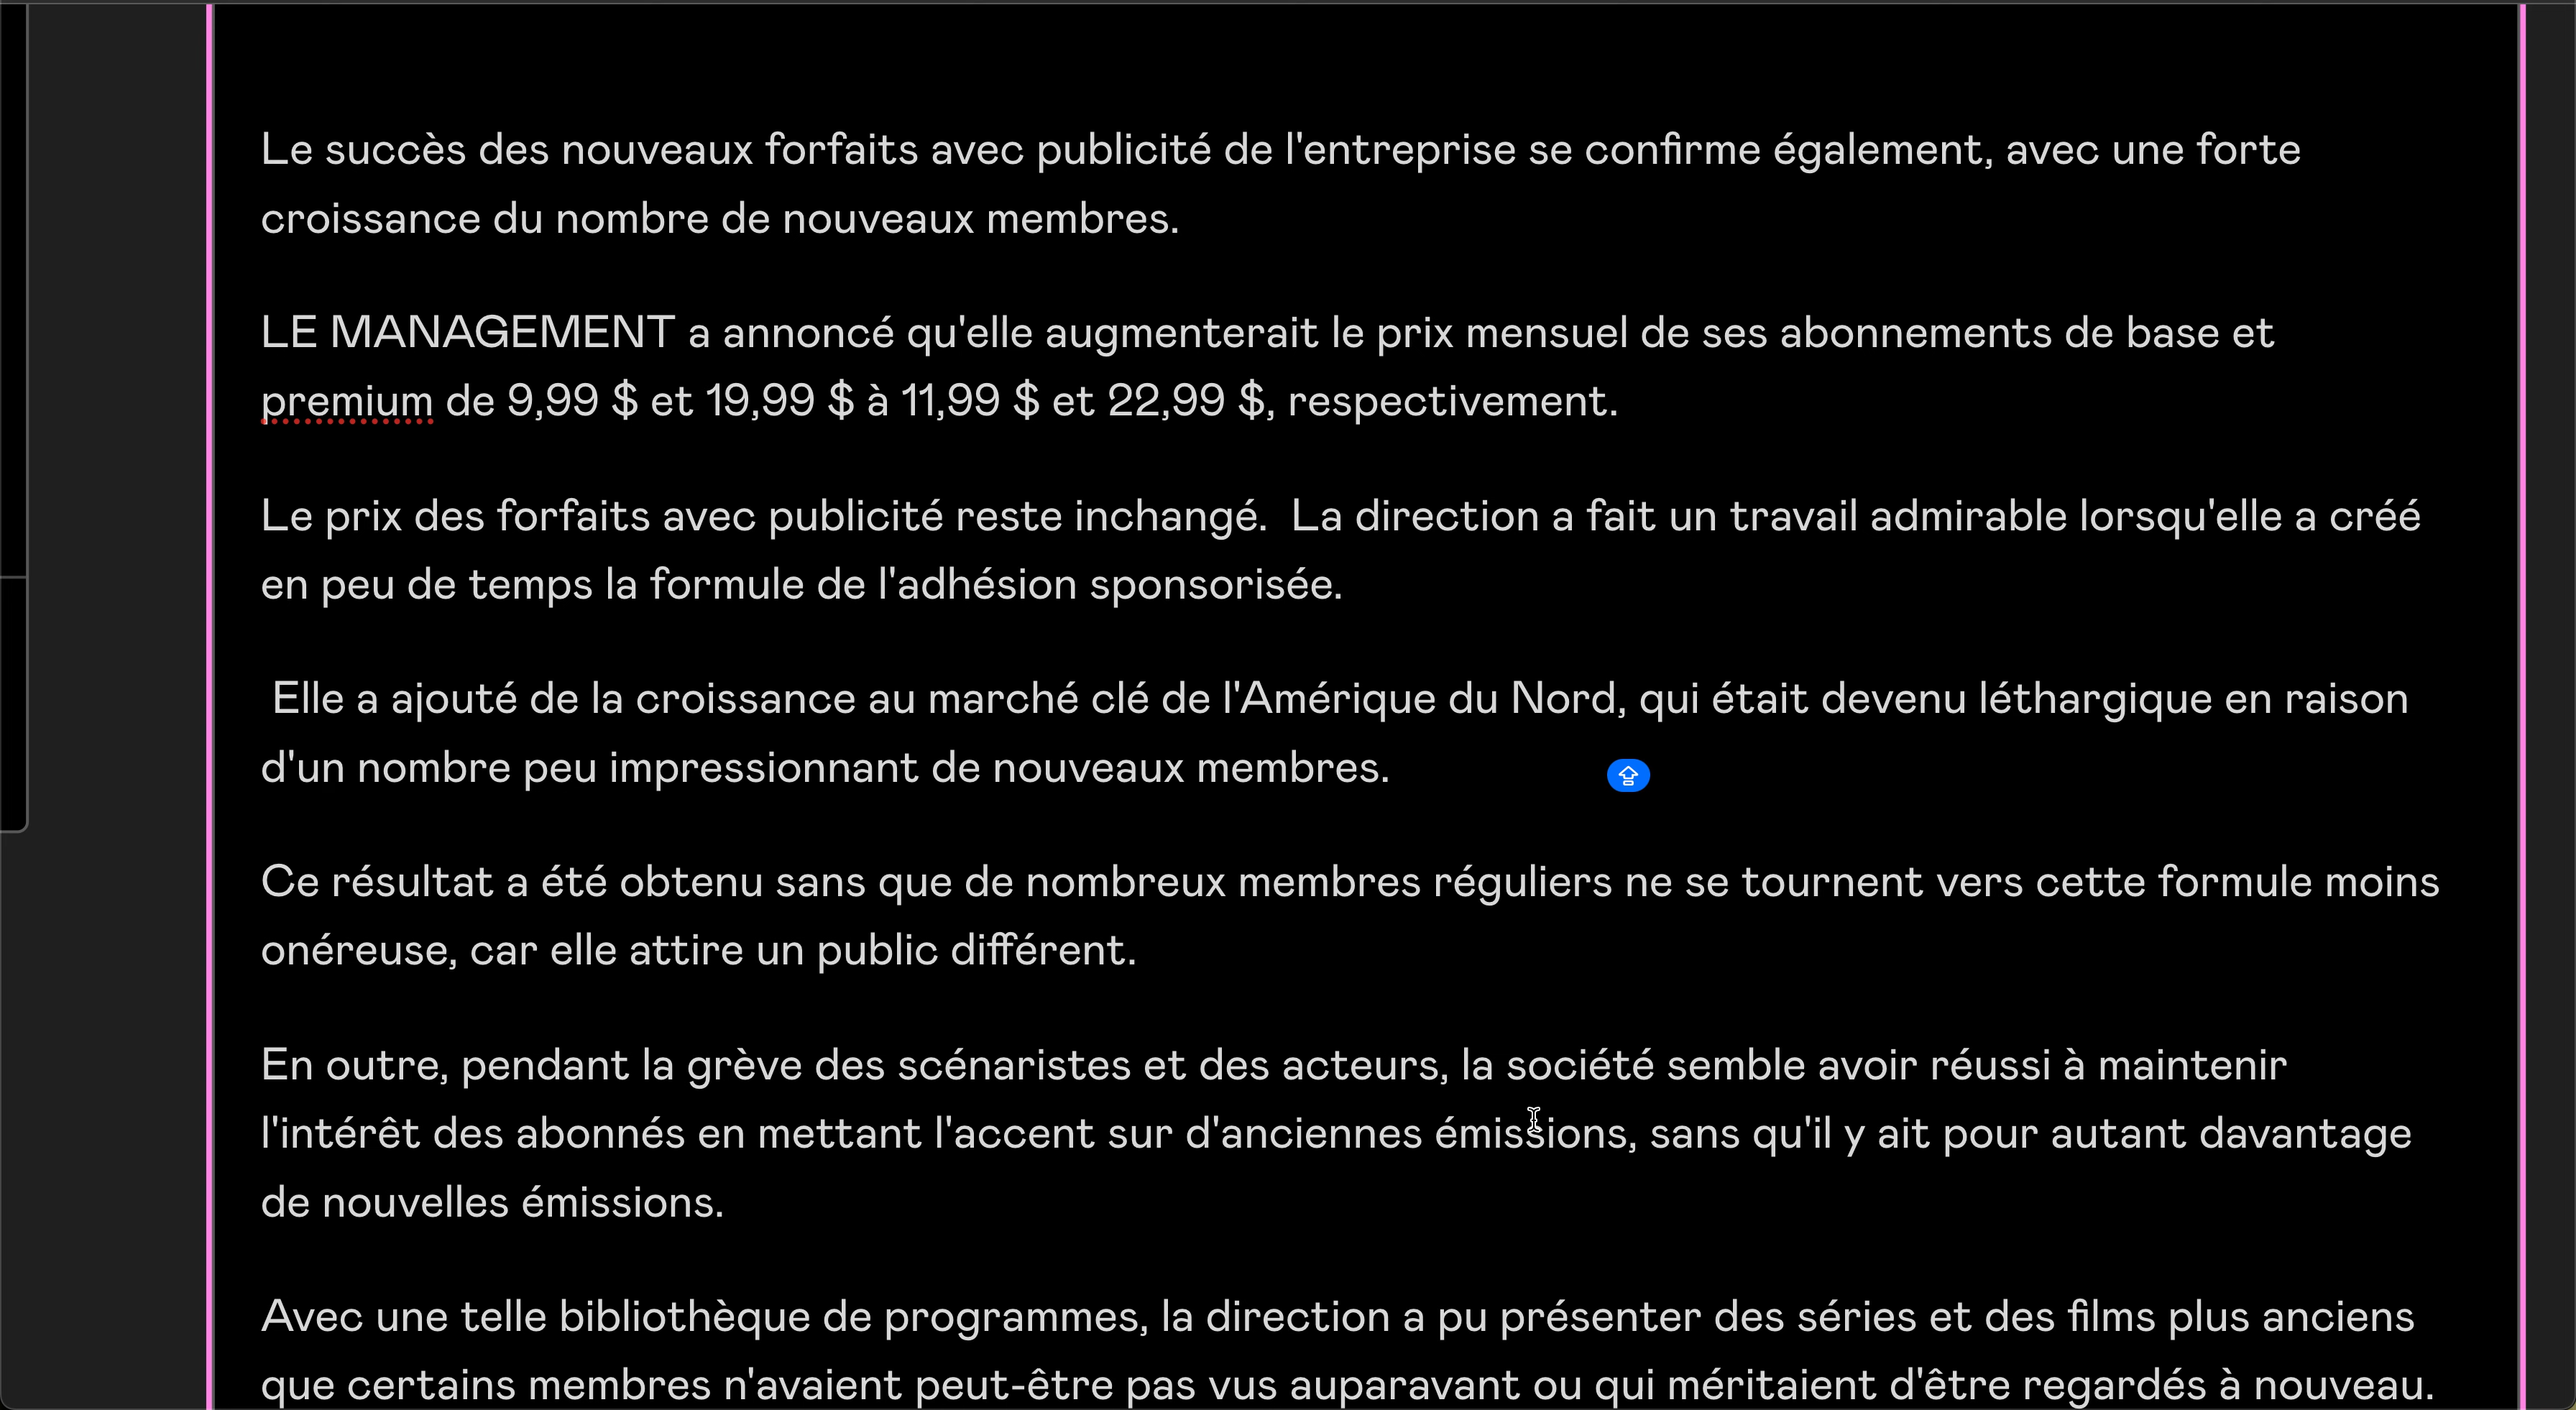 Le succès des nouveaux forfaits avec publicité de l'entreprise se confirme également, avec une forte
croissance du nombre de nouveaux membres.
LE MANAGEMENT a annoncé qu'elle augmenterait le prix mensuel de ses abonnements de base et
premium de 9,99 $ et 19,99 $ à 11,99 $ et 22,99 $, respectivement.
Le prix des forfaits avec publicité reste inchangé.  La direction a fait un travail admirable lorsqu'elle a créé
en peu de temps la formule de l'adhésion sponsorisée.
Elle a ajouté de la croissance au marché clé de l'Amérique du Nord, qui était devenu léthargique en raison
d'un nombre peu impressionnant de nouveaux membres.
Ce résultat a été obtenu sans que de nombreux membres réguliers ne se tournent vers cette formule moins
onéreuse, car elle attire un public différent.
En outre, pendant la grève des scénaristes et des acteurs, la société semble avoir réussi à maintenir
l'intérêt des abonnés en mettant l'accent sur d'anciennes émissions, sans qu'il y ait pour autant davantage
de nouvelles émissions.
Avec une telle bibliothèque de programmes, la direction a pu présenter des séries et des films plus anciens
que certains membres n'avaient peut-être pas vus auparavant ou qui méritaient d'être regardés à nouveau.